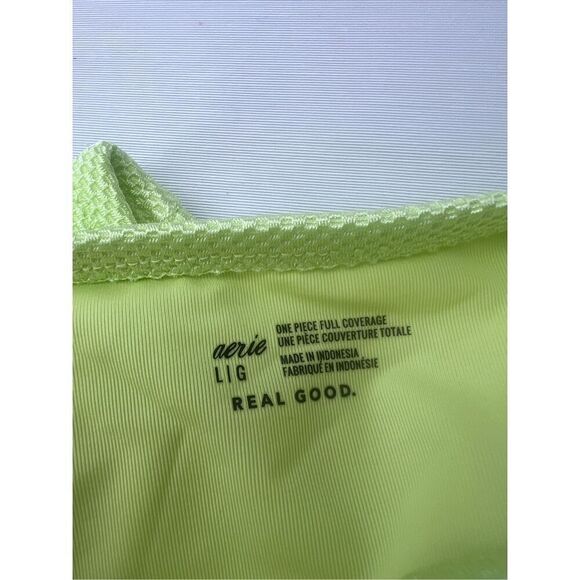 aerie
L|G
ONE PIECE FULL COVERAGE
UNE PIÈCE COUVERTURE TOTALE
MADE IN INDONESIA
FABRIQUÉ EN INDONÉSIE
REAL GOOD.